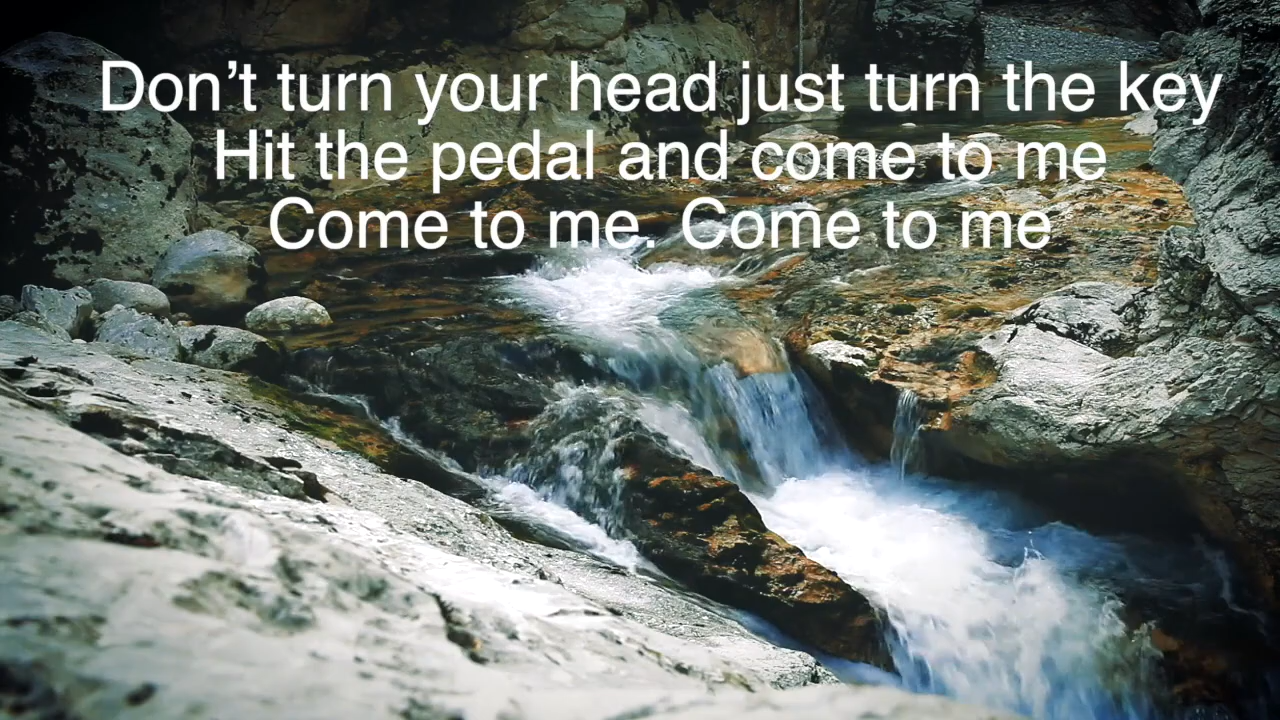 Don’t turn your head just turn the key
Hit the pedal and come to me
Come to me. Come to me